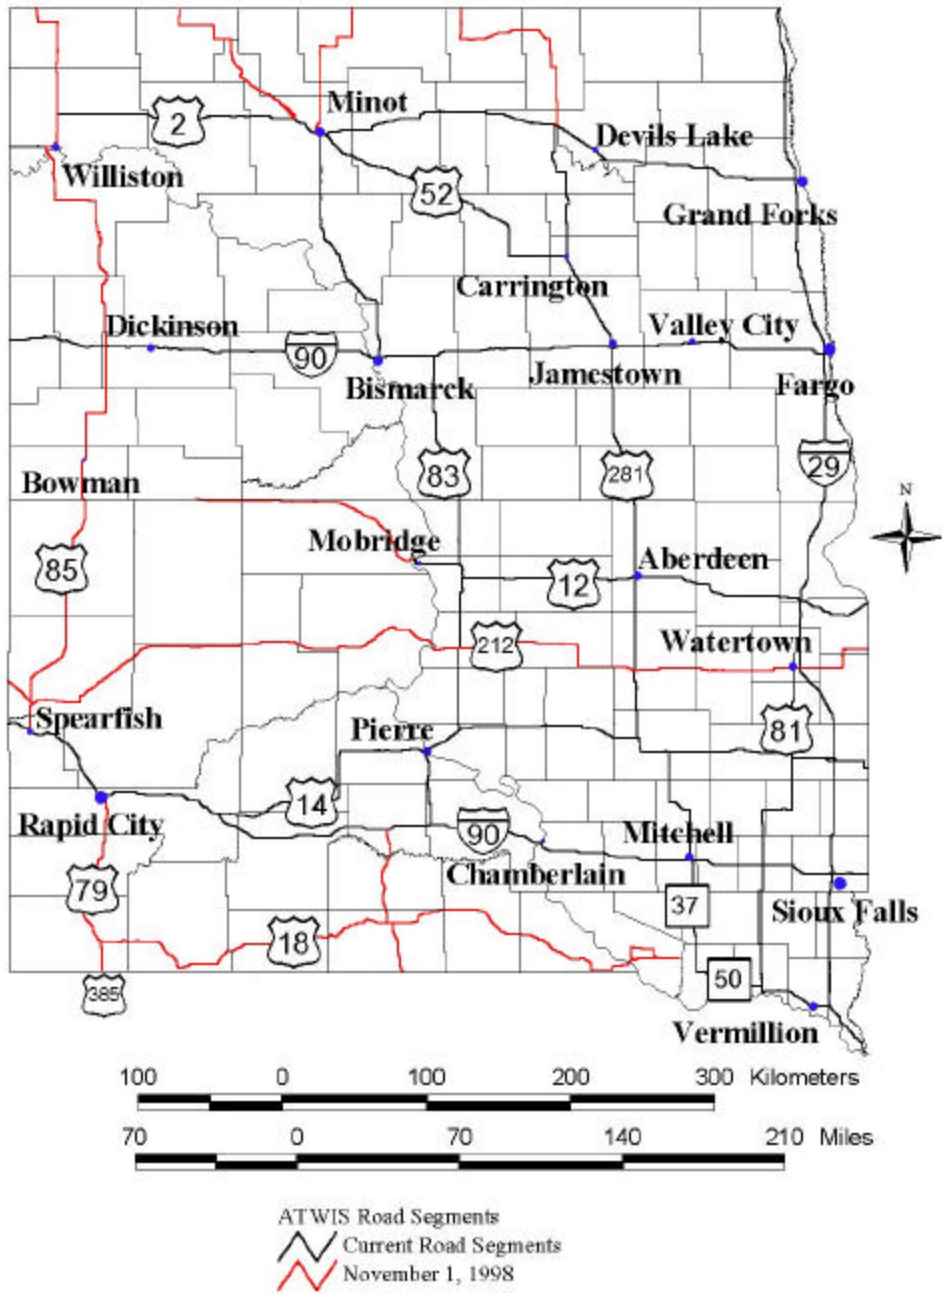 Minot
2
Devils Lake
Williston
52
Grand Forks
Carrington
Dickinson
Valley City
90
Bismarck
Jamestown
Fargo
83
281
29
Bowman
N
Mobridge
Aberdeen
85
12
212
Watertown
Spearfish
Pierre
81
14
Rapid City
90
Mitchell
Chamberlain
79
37
Sioux Falls
18
50
385
Vermillion
100 0 100 200 300 Kilometers
70 0 70 140 210 Miles
ATWIS Road Segments
Current Road Segments
November 1, 1998